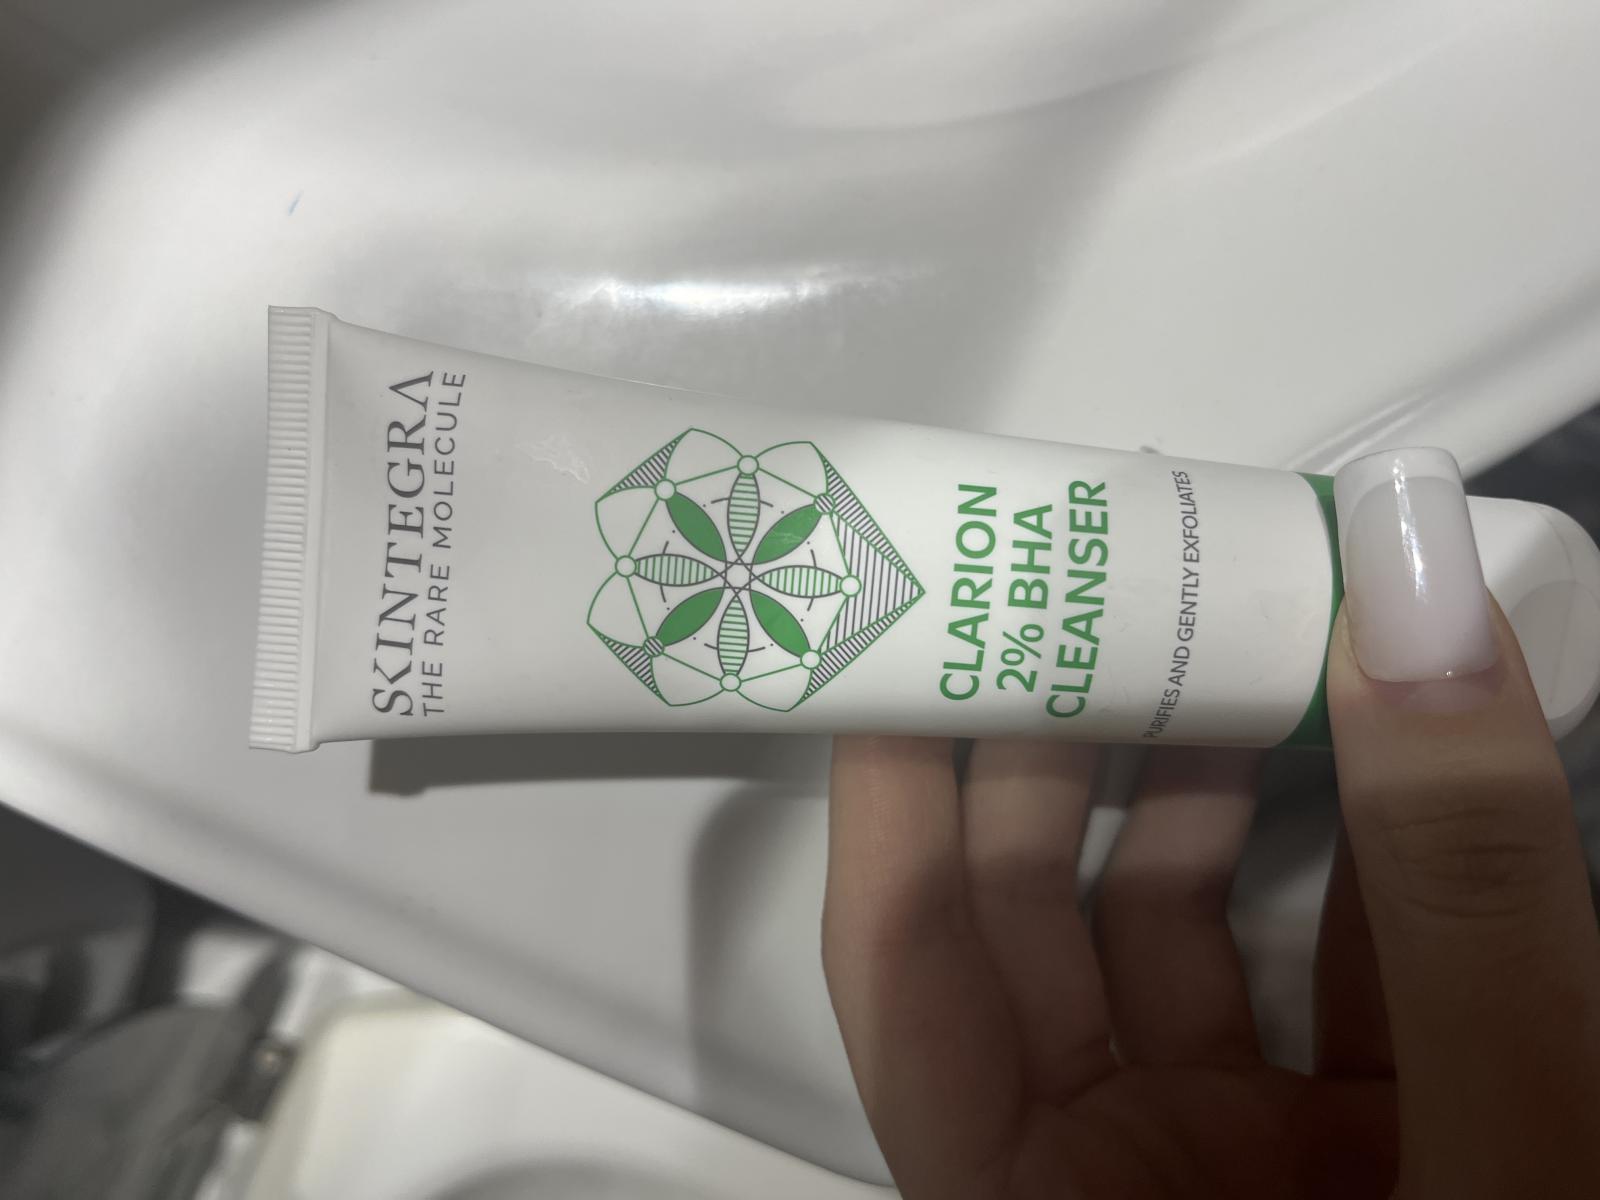 SKINTEGRA
THE RARE MOLECULE
CLARION
2% BHA
CLEANSER
PURIFIES AND GENTLY EXFOLIATES